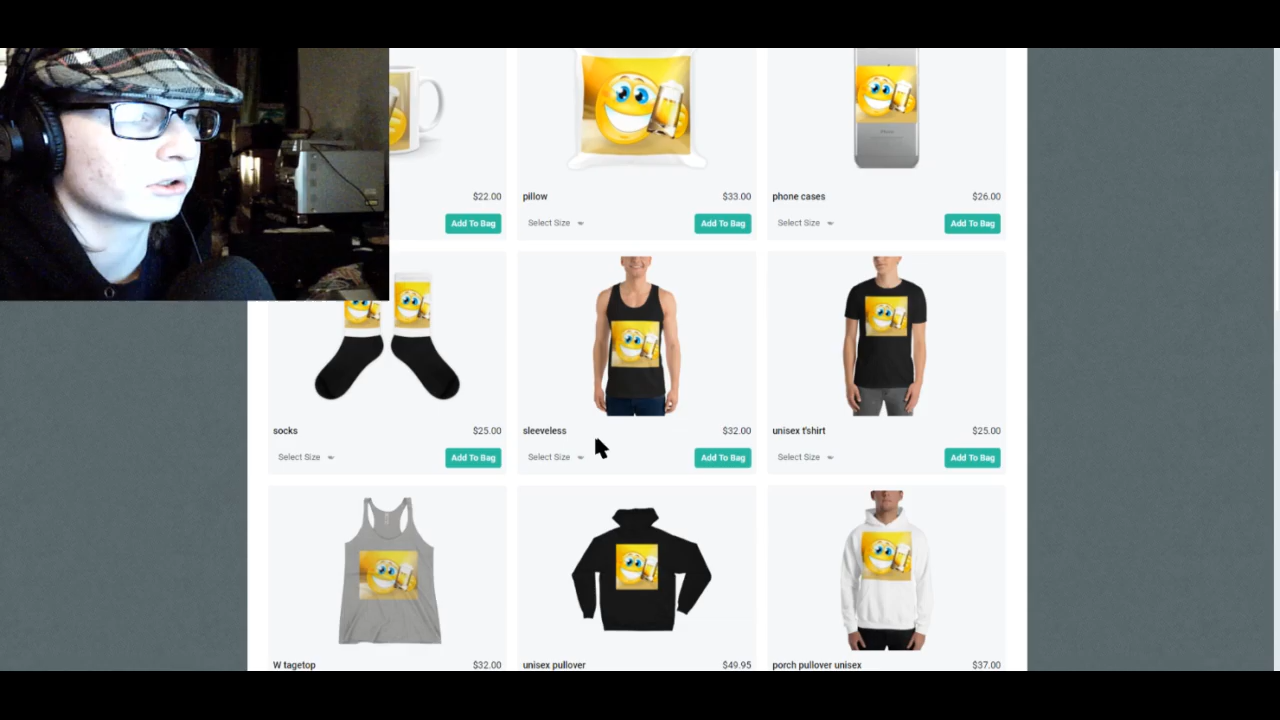 $22.00
pillow $33.00
phone cases $26.00
Add To Bag
Select Size Add To Bag
Select Size Add To Bag
socks $25.00
sleeveless $32.00
unisex t'shirt $25.00
Select Size Add To Bag
Select Size Add To Bag
Select Size Add To Bag
W tagetop $32.00
unisex pullover $49.95
porch pullover unisex $37.00